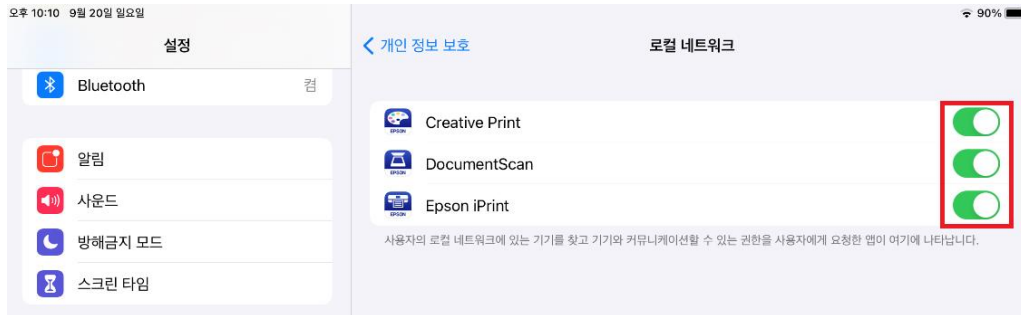 오후 10:10 9월 20일 일요일
90%
설정
개인 정보 보호
로컬 네트워크
Bluetooth
켬
알림
사운드
방해금지 모드
스크린 타임
EPSON
Creative Print
EPSON
DocumentScan
EPSON
Epson iPrint
사용자의 로컬 네트워크에 있는 기기를 찾고 기기와 커뮤니케이션할 수 있는 권한을 사용자에게 요청한 앱이 여기에 나타납니다.